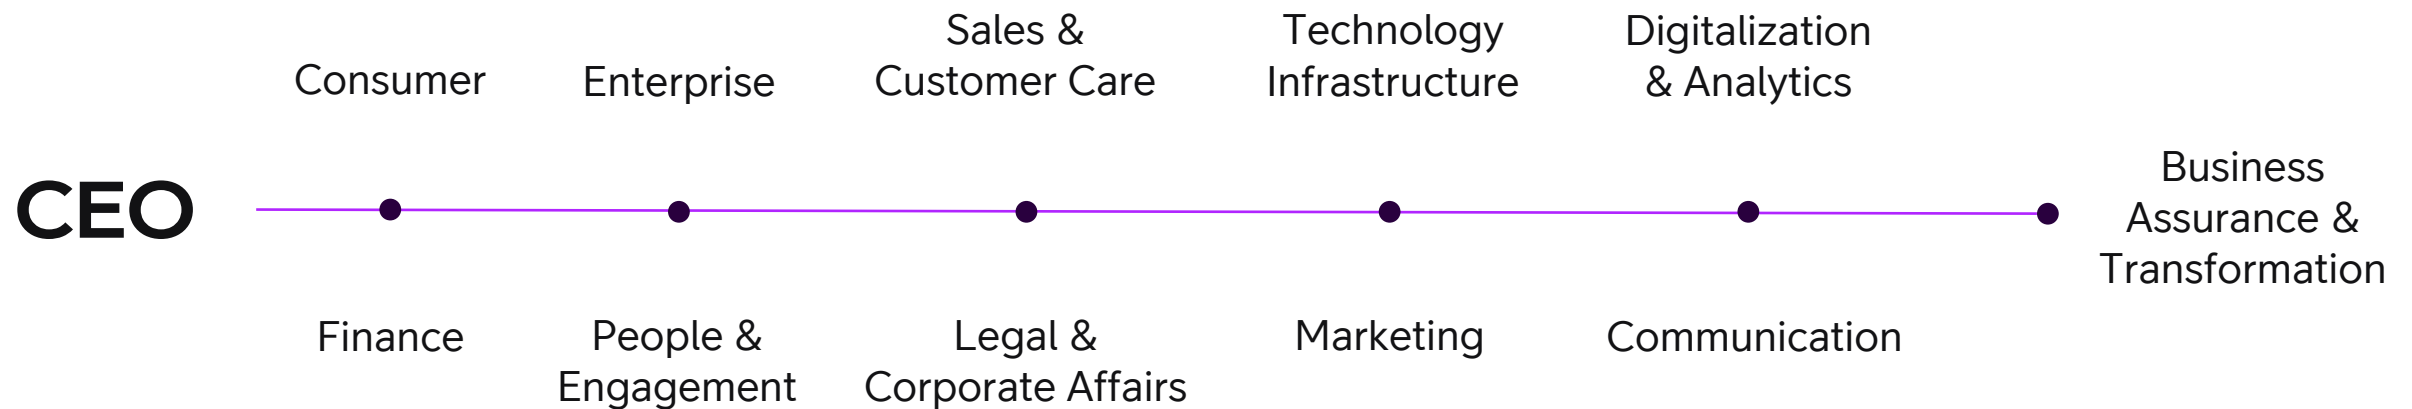 CEO
Consumer
Enterprise
Sales &
Customer Care
Technology
Infrastructure
Digitalization
& Analytics
Business
Assurance &
Transformation
Finance
People &
Engagement
Legal &
Corporate Affairs
Marketing
Communication